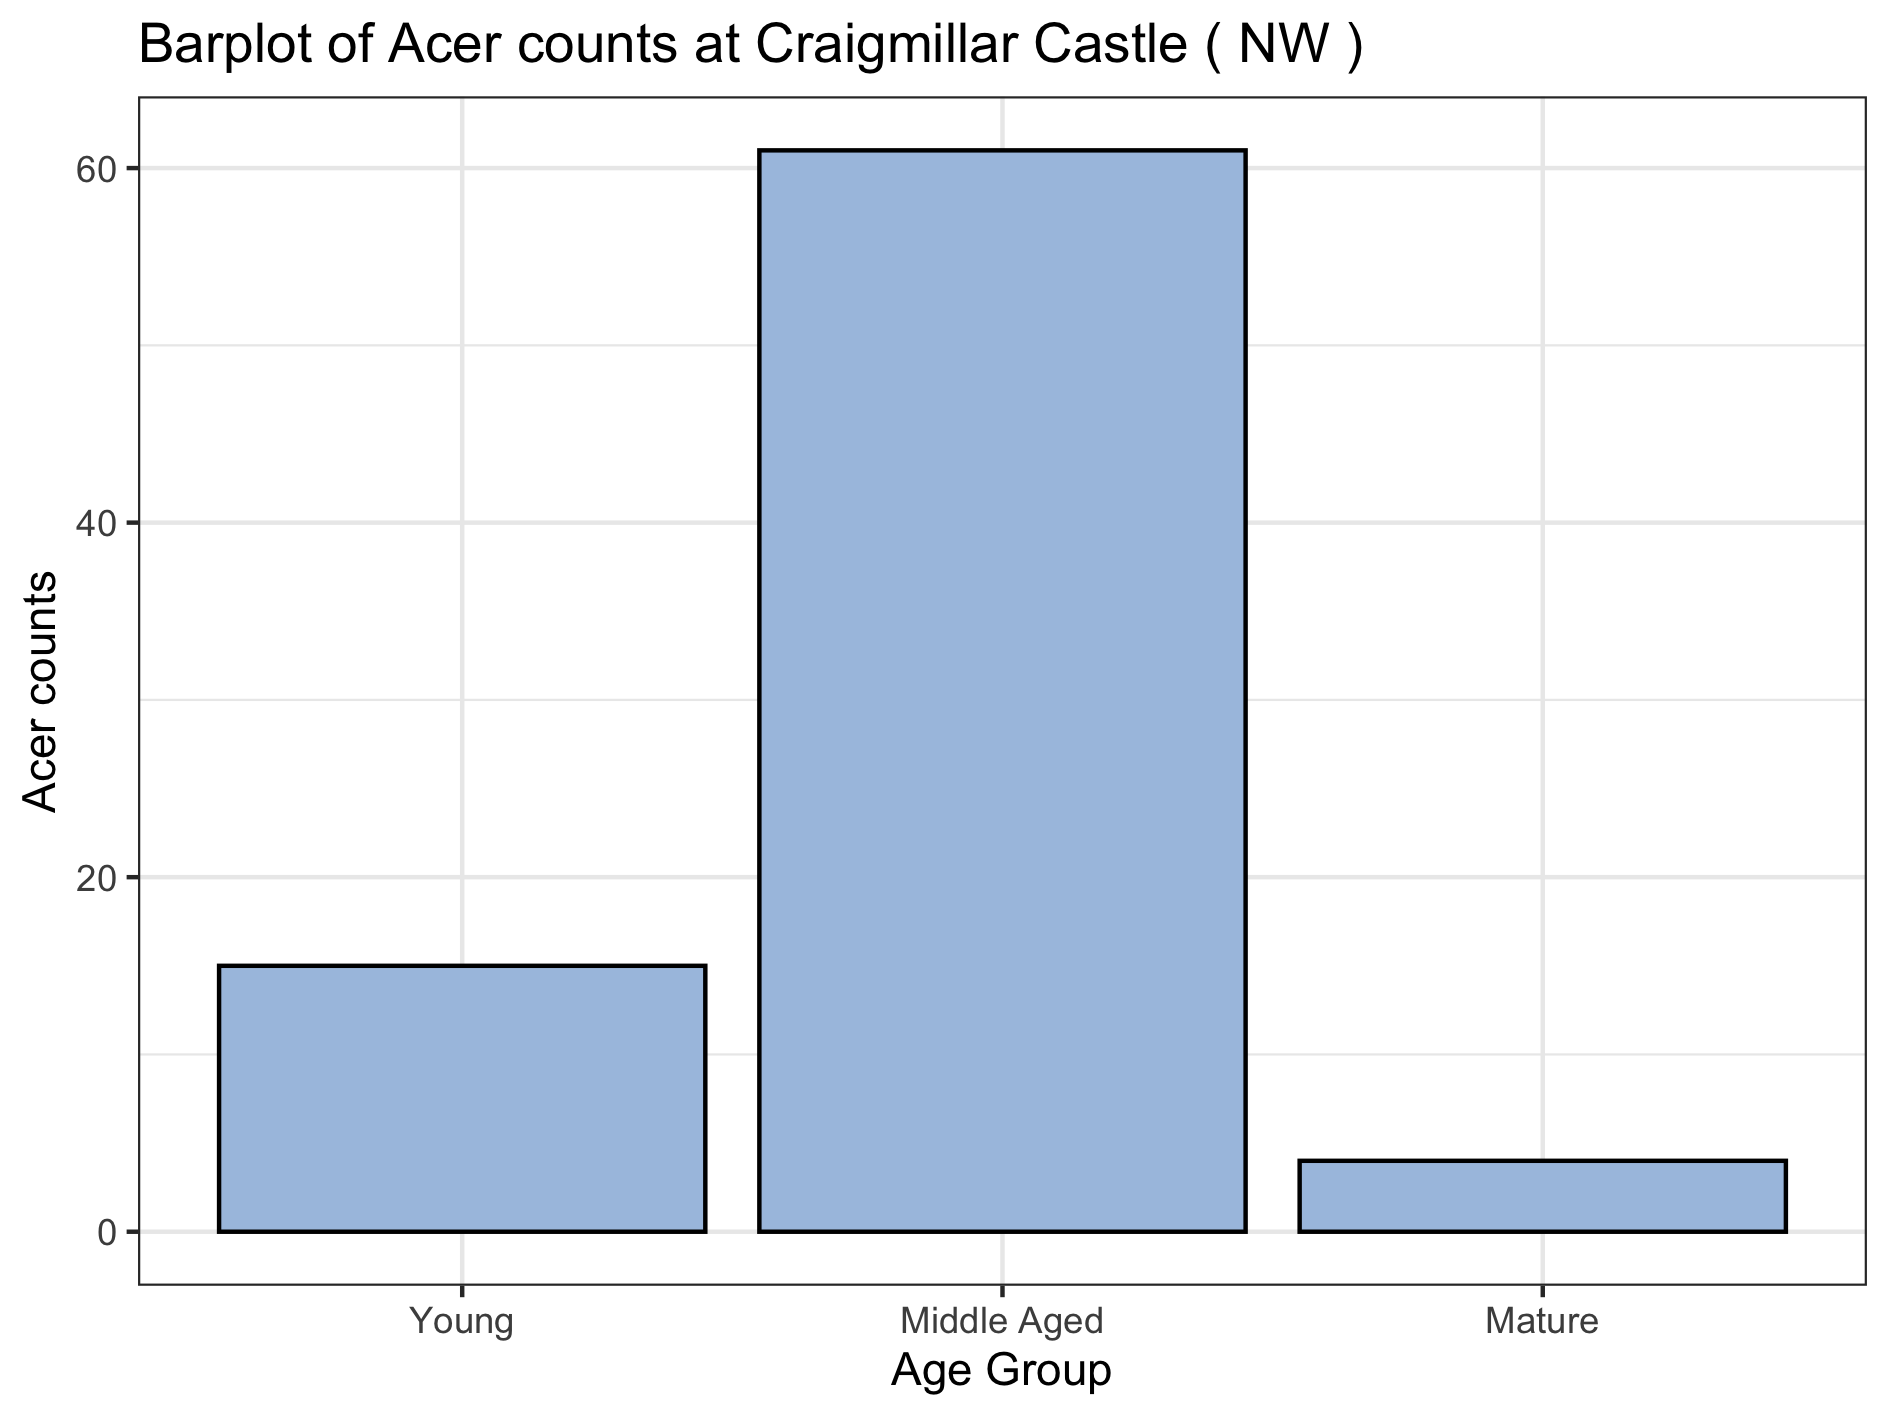 Barplot of Acer counts at Craigmillar Castle ( NW )
60
40
20
0
Acer counts
Young
Middle Aged
Mature
Age Group